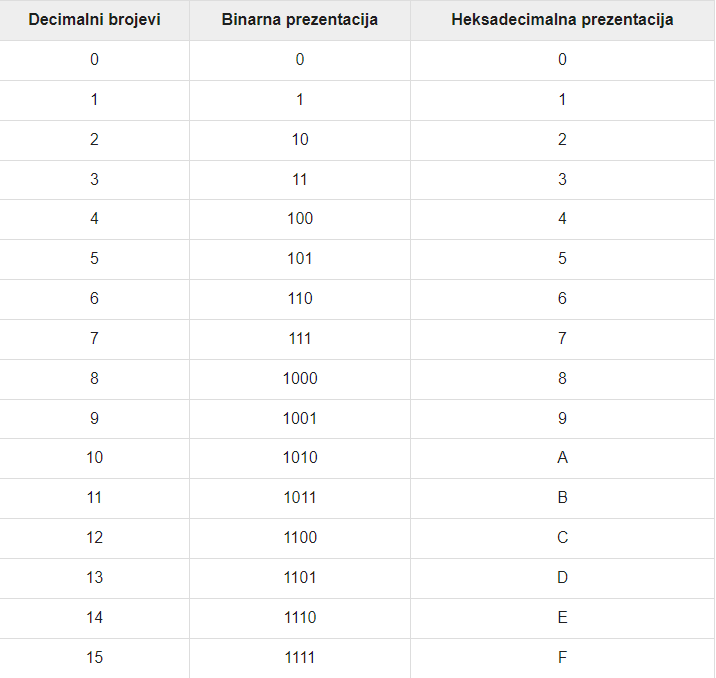 Decimalni brojevi Binarna prezentacija Heksadecimalna prezentacija
0 0 0
1 1 1
2 10 2
3 11 3
4 100 4
5 101 5
6 110 6
7 111 7
8 1000 8
9 1001 9
10 1010 A
11 1011 B
12 1100 C
13 1101 D
14 1110 E
15 1111 F